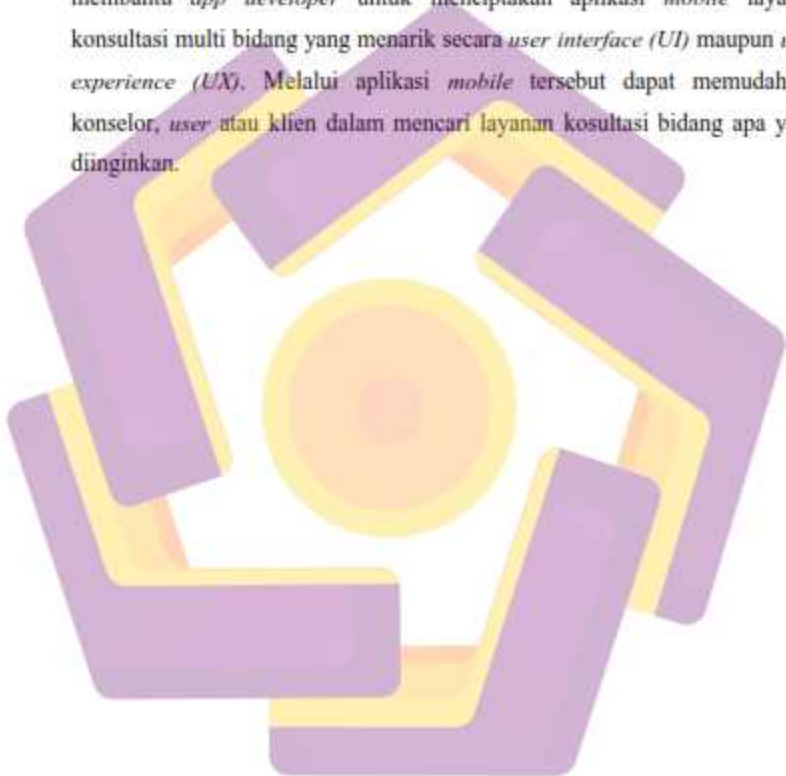 membantu app developer untuk menciptakan aplikasi mobile laya
konsultasi multi bidang yang menarik secara user interface (UI) maupun u
experience (UX). Melalui aplikasi mobile tersebut dapat memudah
konselor, user atau klien dalam mencari layanan kosultasi bidang apa y
diinginkan.